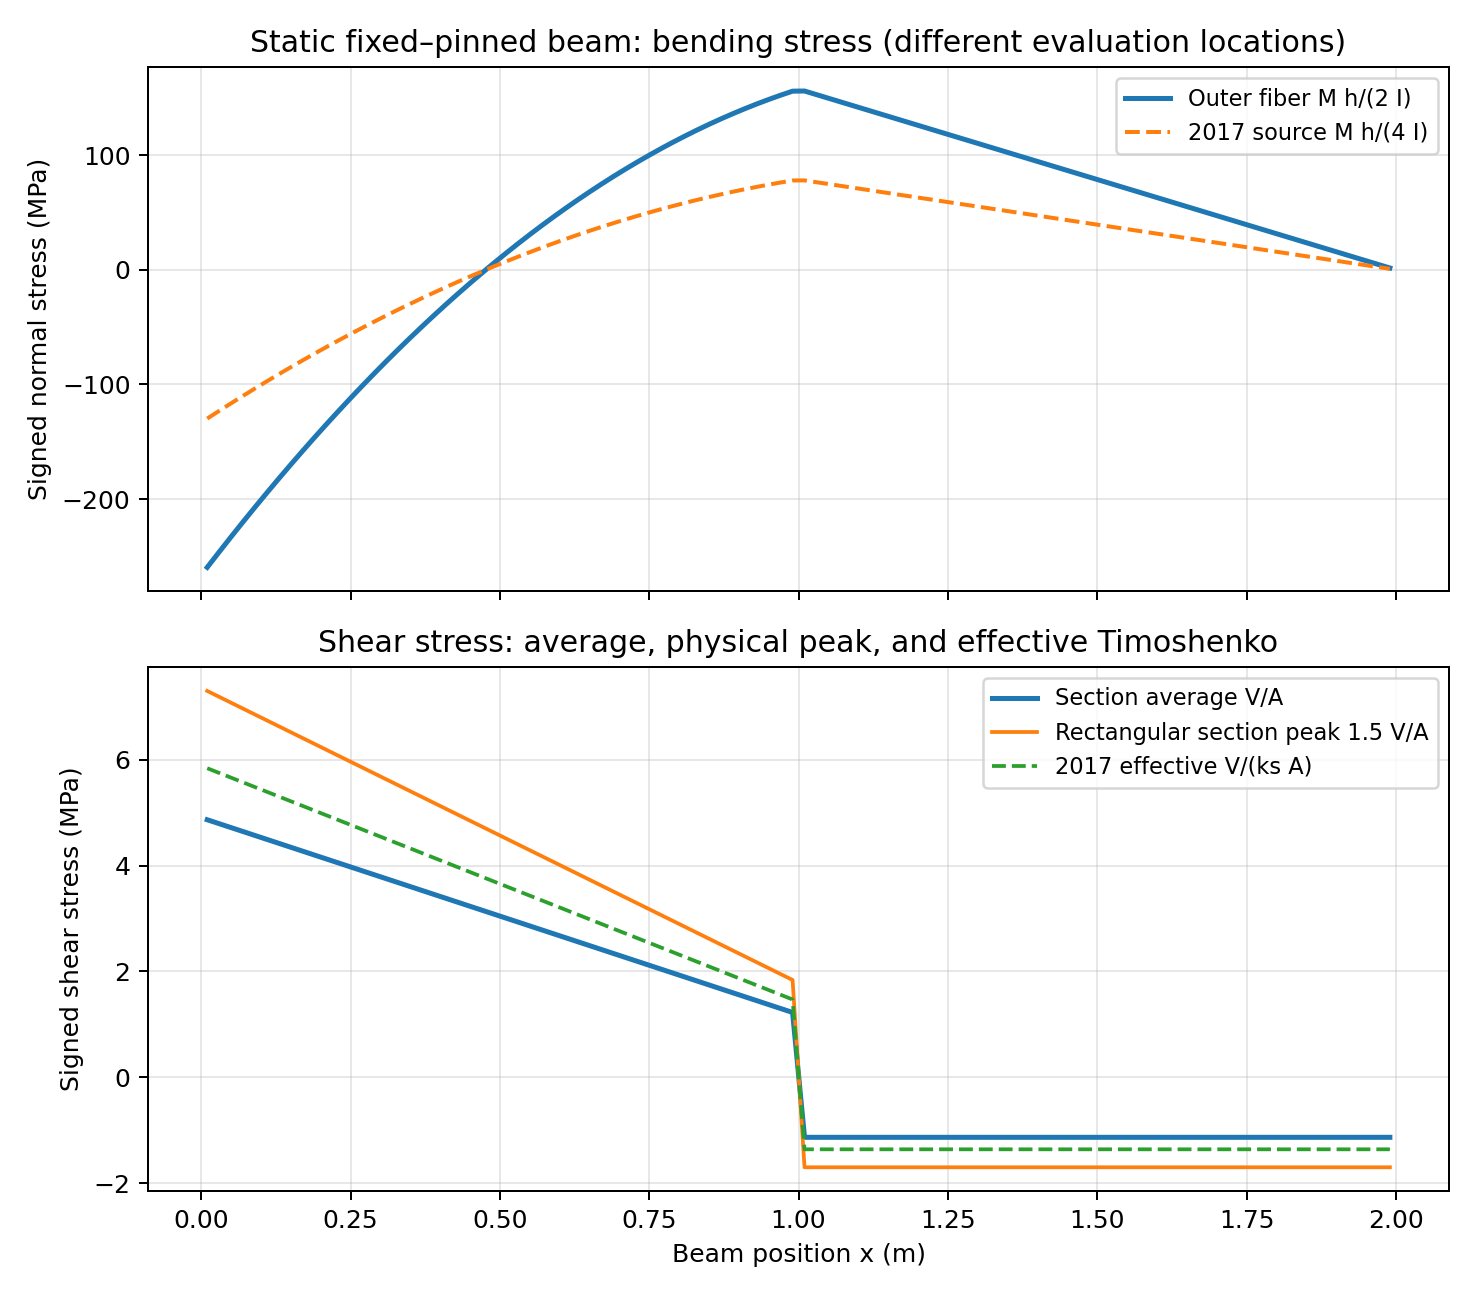 Static fixed–pinned beam: bending stress (different evaluation locations)
Signed normal stress (MPa)
100
0
−100
−200
Outer fiber M h/(2 I)
2017 source M h/(4 I)
Shear stress: average, physical peak, and effective Timoshenko
Signed shear stress (MPa)
6
4
2
0
−2
Section average V/A
Rectangular section peak 1.5 V/A
2017 effective V/(ks A)
0.00 0.25 0.50 0.75 1.00 1.25 1.50 1.75 2.00
Beam position x (m)